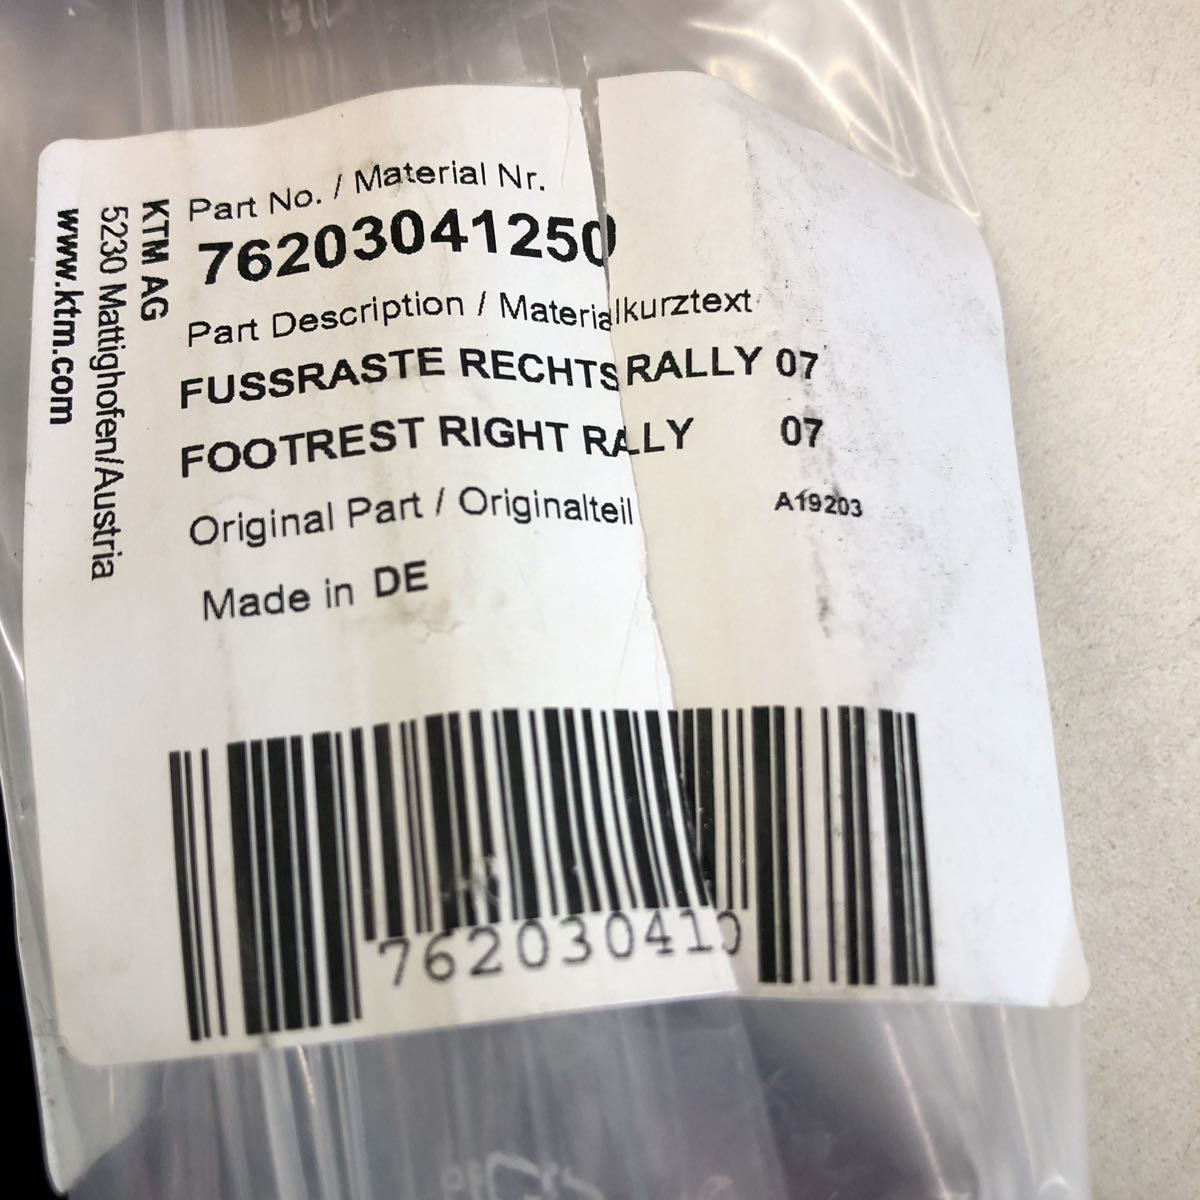 KTM AG
5230 Mattighofen/Austria
www.ktm.com
Part No. / Material Nr.
76203041250
Part Description / Materialkurztext
FUSSRASTE RECHTS RALLY 07
FOOTREST RIGHT RALLY 07
Original Part / Originalteil A19203
Made in DE